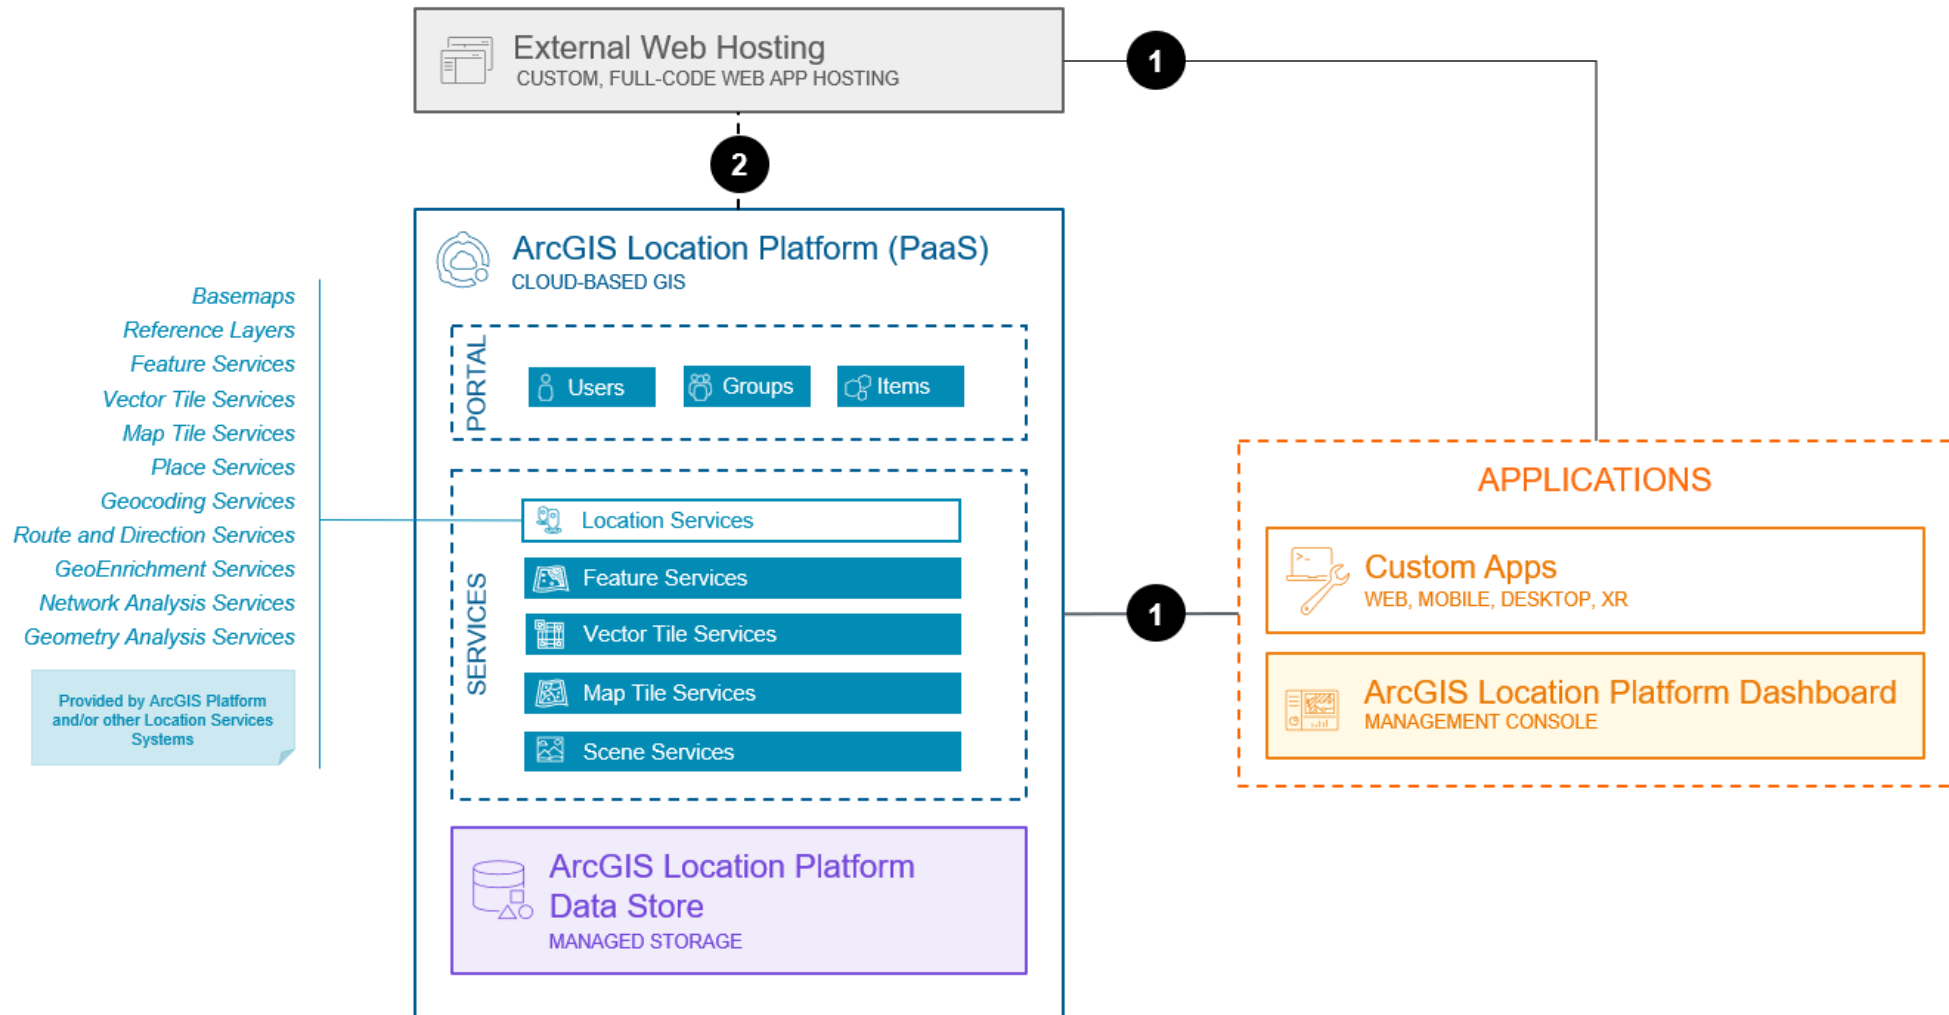 External Web Hosting
CUSTOM, FULL-CODE WEB APP HOSTING
1
2
ArcGIS Location Platform (PaaS)
CLOUD-BASED GIS
PORTAL
Users
Groups
Items
Basemaps
Reference Layers
Feature Services
Vector Tile Services
Map Tile Services
Place Services
Geocoding Services
Route and Direction Services
GeoEnrichment Services
Network Analysis Services
Geometry Analysis Services
Provided by ArcGIS Platform
and/or other Location Services
Systems
SERVICES
Location Services
Feature Services
Vector Tile Services
Map Tile Services
Scene Services
ArcGIS Location Platform
Data Store
MANAGED STORAGE
1
APPLICATIONS
Custom Apps
WEB, MOBILE, DESKTOP, XR
ArcGIS Location Platform Dashboard
MANAGEMENT CONSOLE